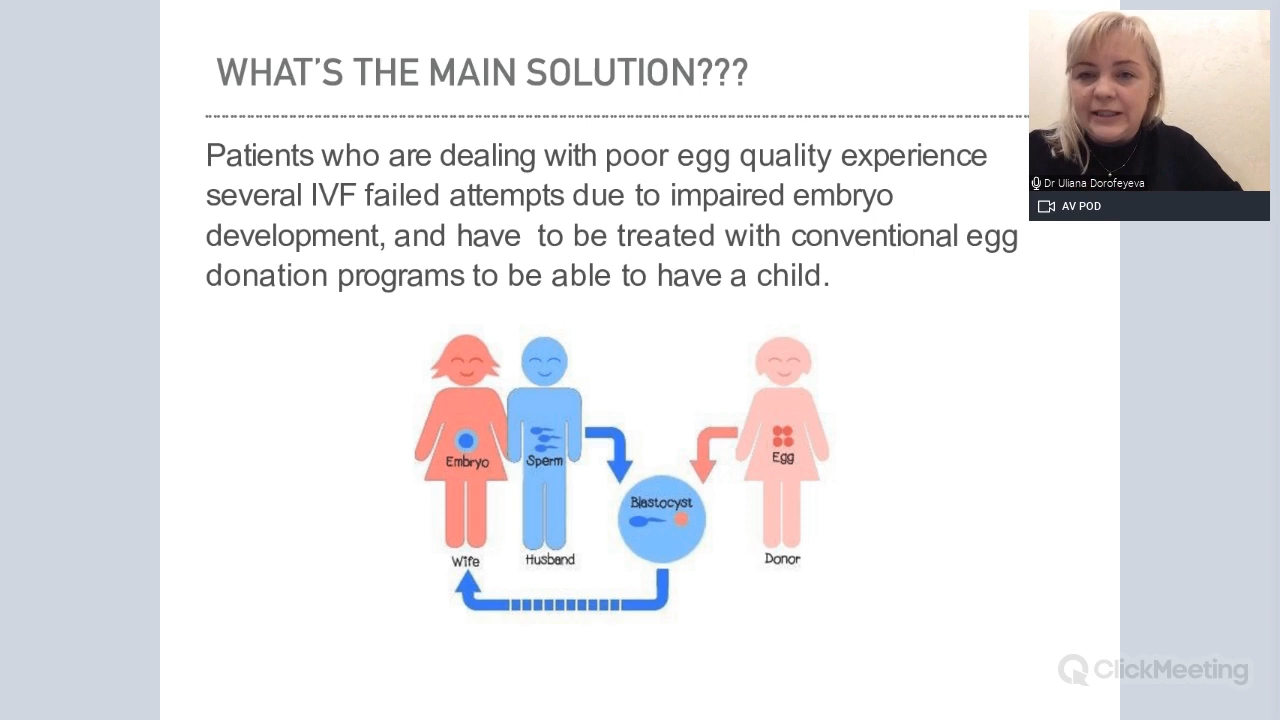 WHAT'S THE MAIN SOLUTION???
Patients who are dealing with poor egg quality experience
several IVF failed attempts due to impaired embryo
development, and have  to be treated with conventional egg
donation programs to be able to have a child.
Embryo
Sperm
Egg
Blastocyst
Wife
Husband
Donor
Dr Uliana Dorofeyeva
AV POD
ClickMeeting